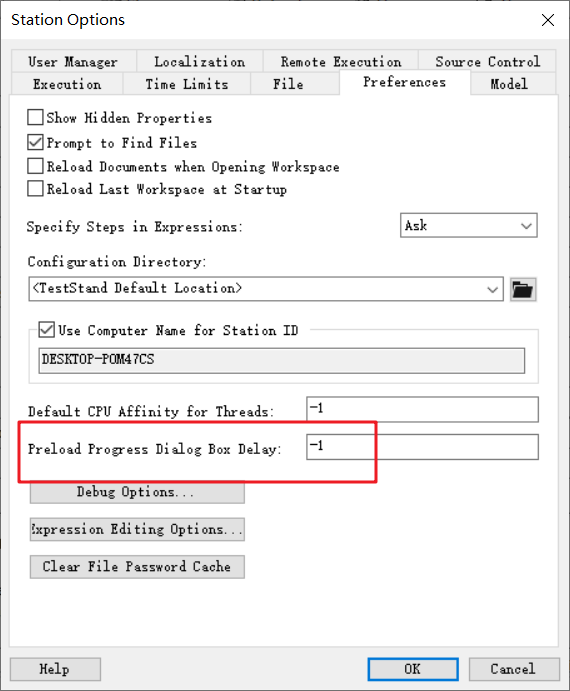 Station Options
User Manager Localization Remote Execution Source Control
Execution Time Limits File Preferences Model
Show Hidden Properties
Prompt to Find Files
Reload Documents when Opening Workspace
Reload Last Workspace at Startup
Specify Steps in Expressions: Ask
Configuration Directory:
<TestStand Default Location>
Use Computer Name for Station ID
DESKTOP-POM47CS
Default CPU Affinity for Threads: -1
Preload Progress Dialog Box Delay: -1
Debug Options...
Expression Editing Options...
Clear File Password Cache
Help OK Cancel